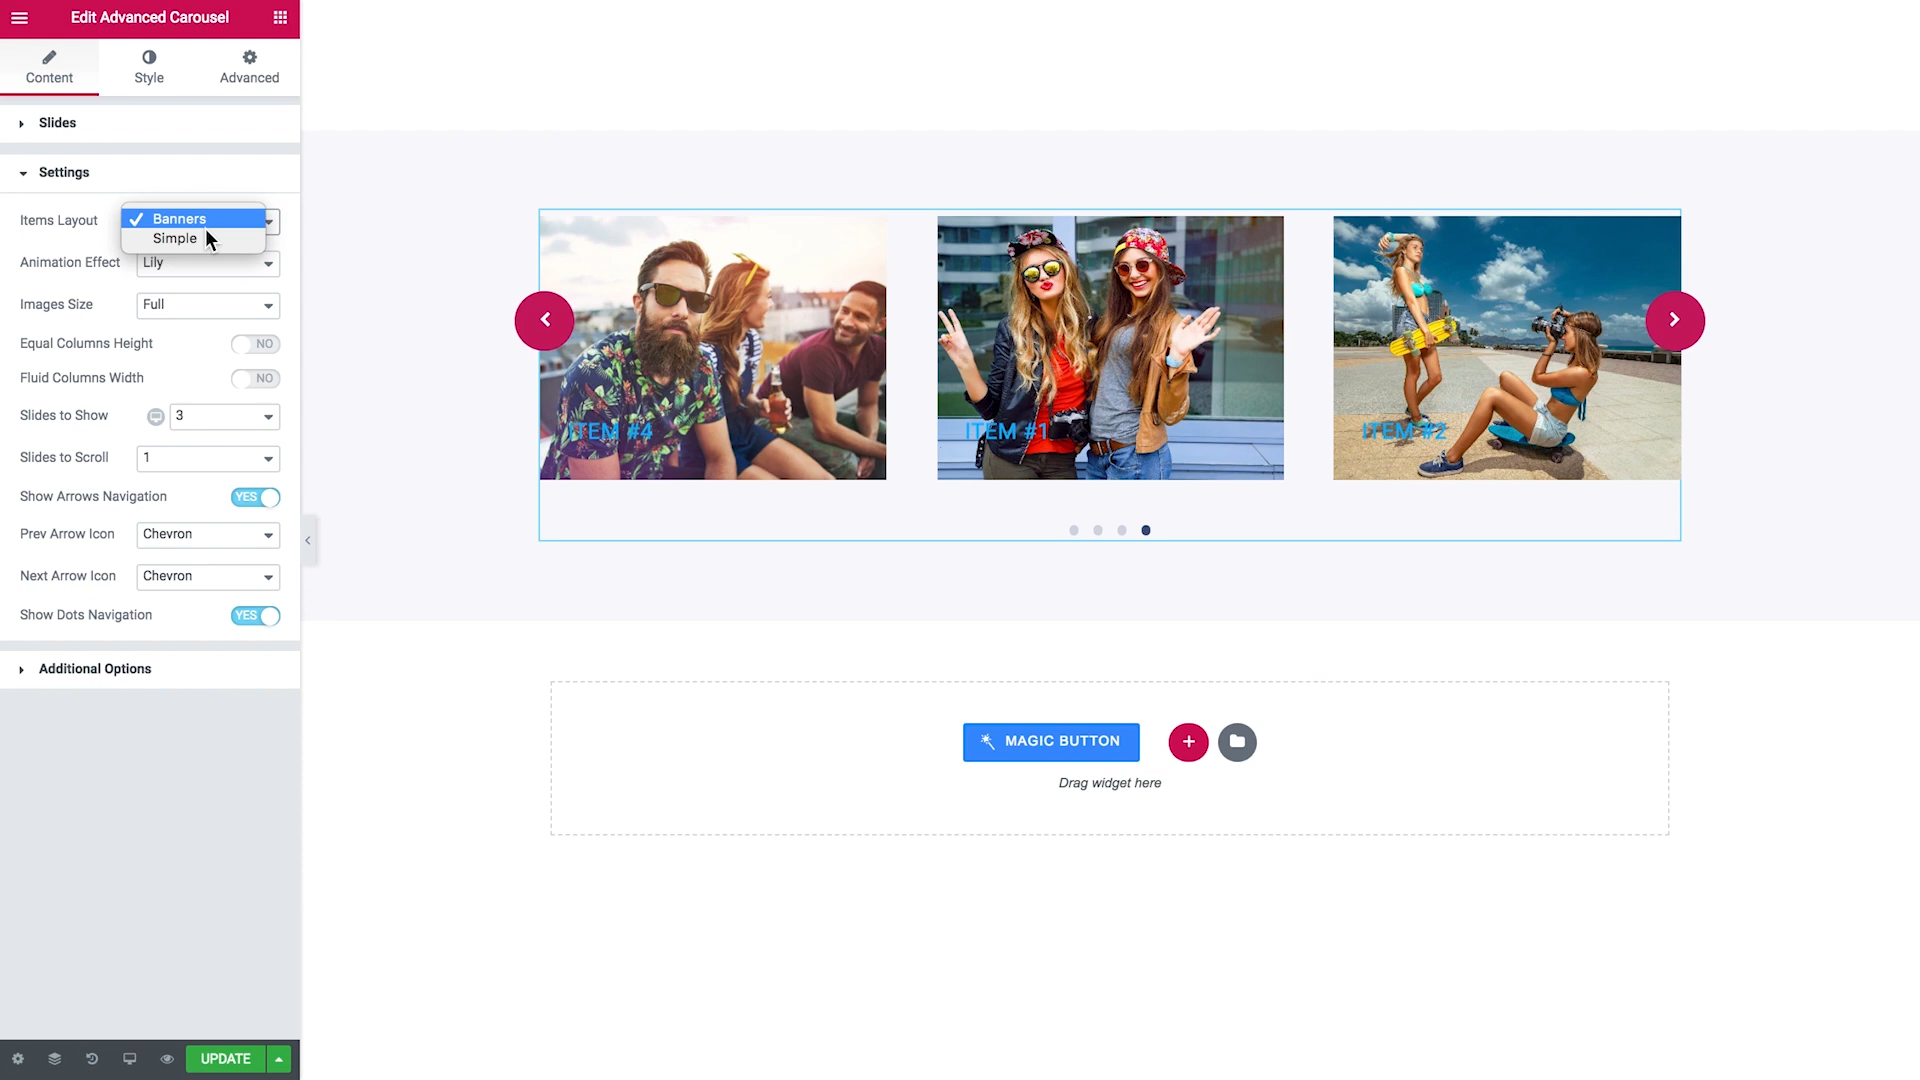 Edit Advanced Carousel
Content
Style
Advanced
Slides
Settings
Items Layout
Banners
Simple
Animation Effect
Lily
Images Size
Full
Equal Columns Height
NO
Fluid Columns Width
NO
Slides to Show
3
Slides to Scroll
1
Show Arrows Navigation
YES
Prev Arrow Icon
Chevron
Next Arrow Icon
Chevron
Show Dots Navigation
YES
Additional Options
UPDATE
ITEM #4
ITEM #1
ITEM #2
MAGIC BUTTON
Drag widget here